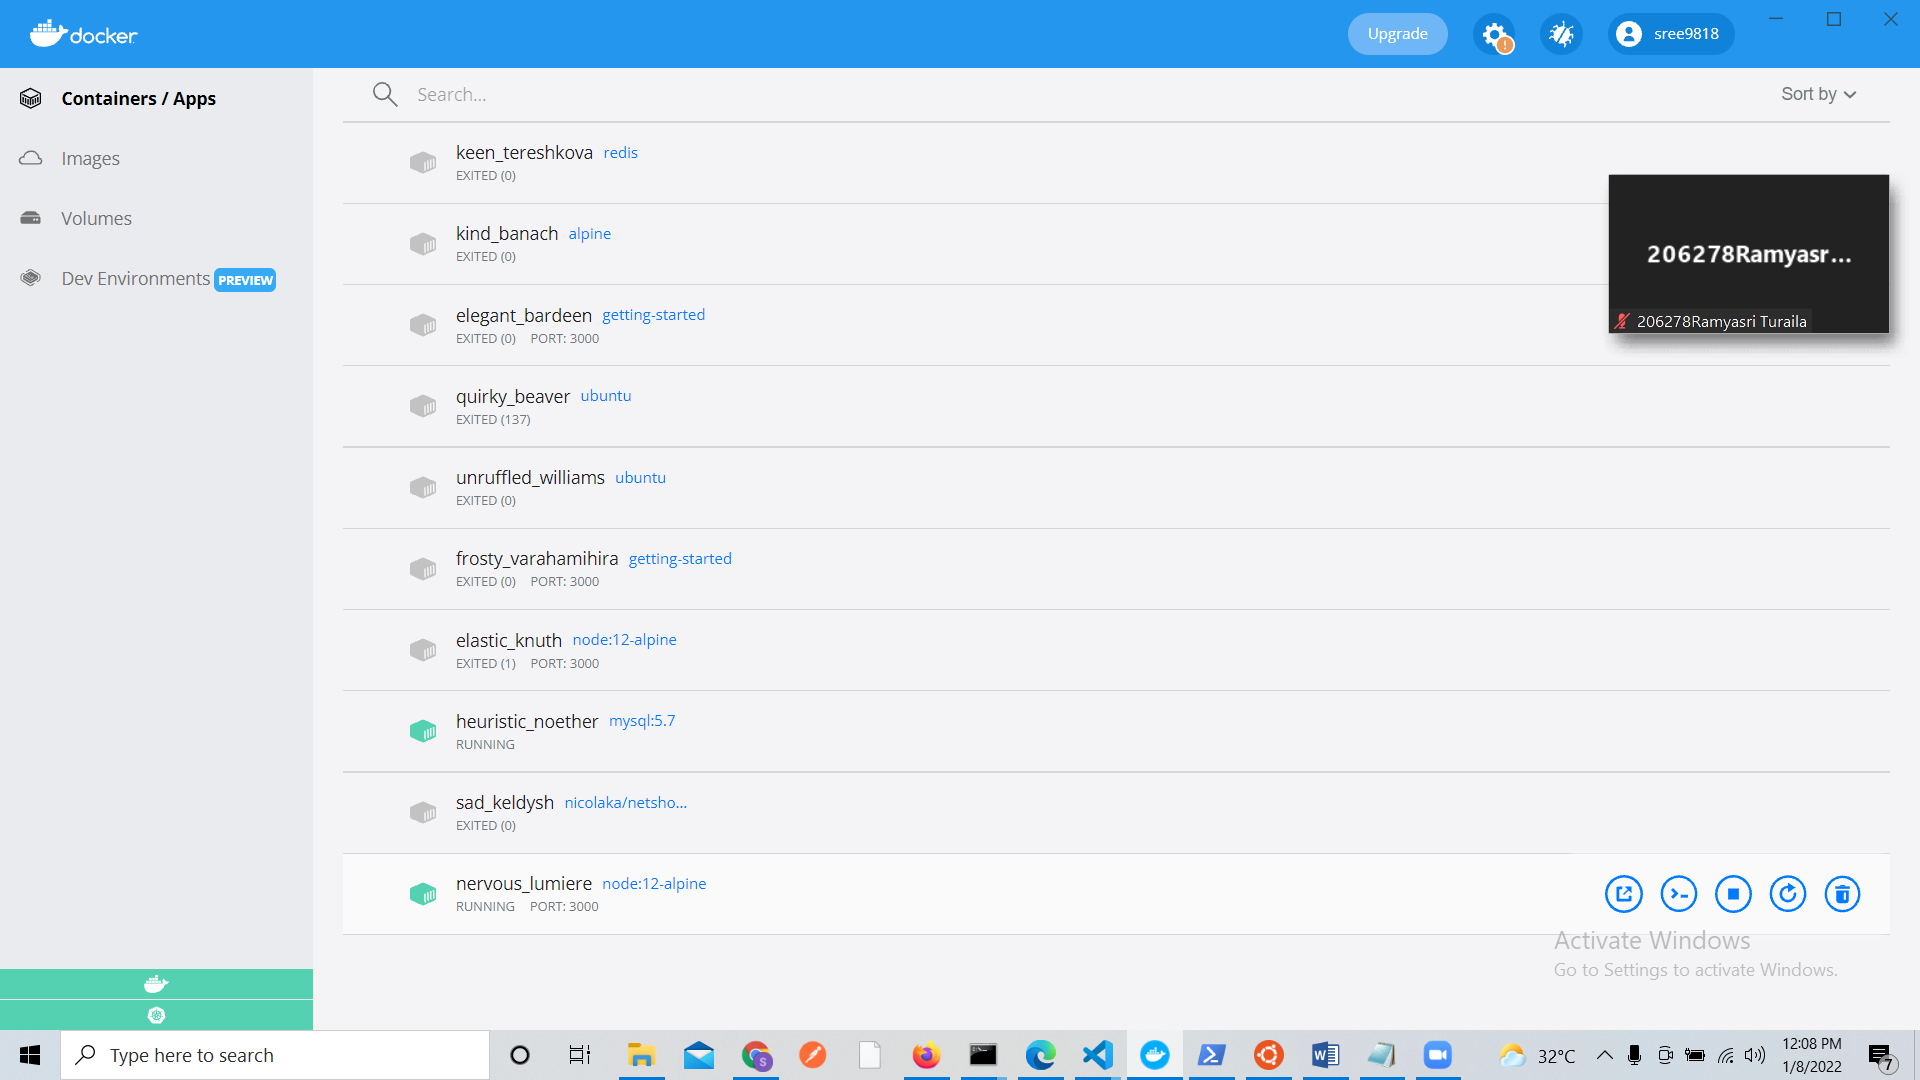 docker
Upgrade
sree9818
Containers / Apps
Images
Volumes
Dev Environments PREVIEW
Search...
Sort by
keen_tereshkova redis
EXITED (0)
kind_banach alpine
EXITED (0)
elegant_bardeen getting-started
EXITED (0) PORT: 3000
quirky_beaver ubuntu
EXITED (137)
unruffled_williams ubuntu
EXITED (0)
frosty_varahamihira getting-started
EXITED (0) PORT: 3000
elastic_knuth node:12-alpine
EXITED (1) PORT: 3000
heuristic_noether mysql:5.7
RUNNING
sad_keldysh nicolaka/netsho...
EXITED (0)
nervous_lumiere node:12-alpine
RUNNING PORT: 3000
206278Ramyasr...
206278Ramyasri Turaila
Activate Windows
Go to Settings to activate Windows.
Type here to search
S
32°C
12:08 PM
1/8/2022
7